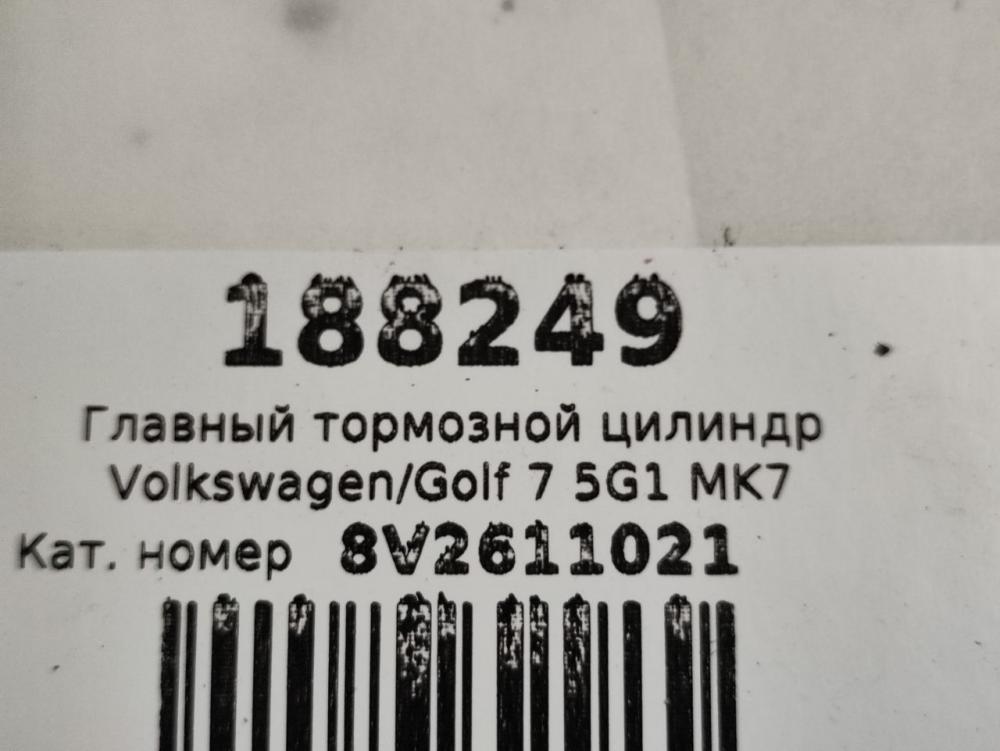 188249
Главный тормозной цилиндр
Volkswagen/Golf 7 5G1 MK7
Кат. номер 8V2611021